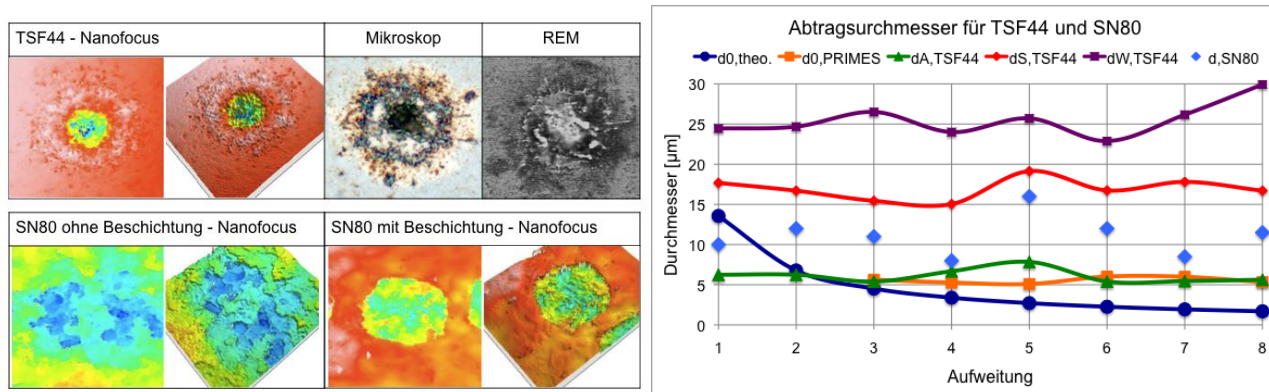 TSF44 - Nanofocus
Mikroskop
REM
SN80 ohne Beschichtung - Nanofocus
SN80 mit Beschichtung - Nanofocus
Abtragsurchmesser für TSF44 und SN80
d0,theo. d0,PRIMES dA,TSF44 dS,TSF44 dW,TSF44 d,SN80
Durchmesser [µm]
30
25
20
15
10
5
0
1 2 3 4 5 6 7 8
Aufweitung